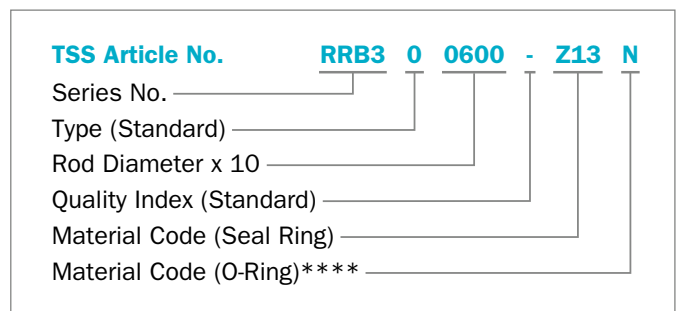 TSS Article No. RRB3 0 0600 - Z13 N
Series No.
Type (Standard)
Rod Diameter x 10
Quality Index (Standard)
Material Code (Seal Ring)
Material Code (O-Ring)****